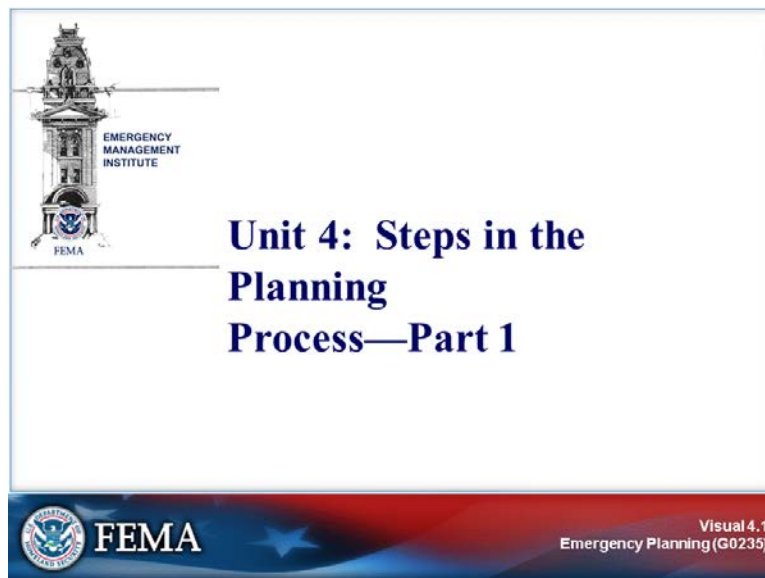 EMERGENCY
MANAGEMENT
INSTITUTE
FEMA
Unit 4: Steps in the
Planning
Process—Part 1
FEMA
Visual 4.1
Emergency Planning (G0235)